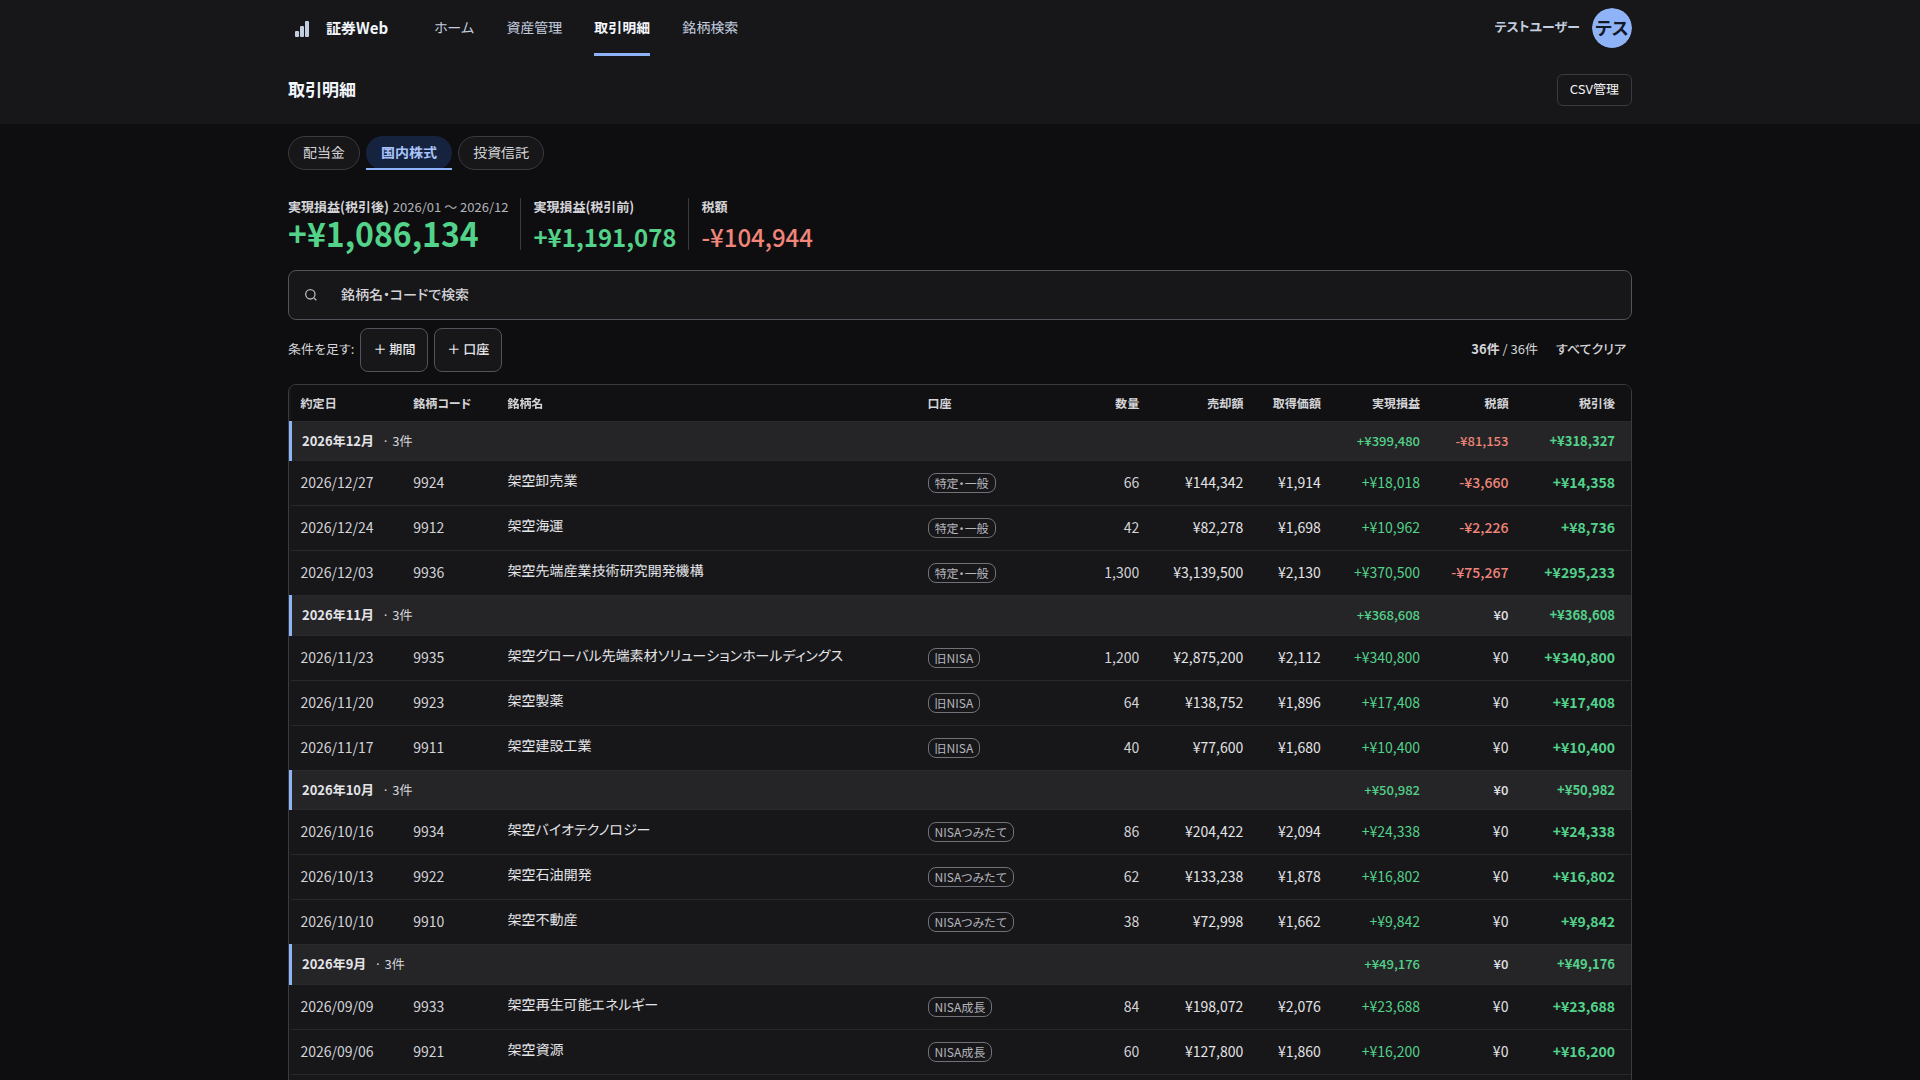 証券Web ホーム 資産管理 取引明細 銘柄検索 テストユーザー テス
取引明細 CSV管理
配当金 国内株式 投資信託
実現損益(税引後) 2026/01 ～ 2026/12 実現損益(税引前) 税額
+¥1,086,134 +¥1,191,078 -¥104,944
銘柄名・コードで検索
条件を足す: ＋ 期間 ＋ 口座 36件 / 36件 すべてクリア
約定日 銘柄コード 銘柄名 口座 数量 売却額 取得価額 実現損益 税額 税引後
2026年12月 · 3件 +¥399,480 -¥81,153 +¥318,327
2026/12/27 9924 架空卸売業 特定・一般 66 ¥144,342 ¥1,914 +¥18,018 -¥3,660 +¥14,358
2026/12/24 9912 架空海運 特定・一般 42 ¥82,278 ¥1,698 +¥10,962 -¥2,226 +¥8,736
2026/12/03 9936 架空先端産業技術研究開発機構 特定・一般 1,300 ¥3,139,500 ¥2,130 +¥370,500 -¥75,267 +¥295,233
2026年11月 · 3件 +¥368,608 ¥0 +¥368,608
2026/11/23 9935 架空グローバル先端素材ソリューションホールディングス 旧NISA 1,200 ¥2,875,200 ¥2,112 +¥340,800 ¥0 +¥340,800
2026/11/20 9923 架空製薬 旧NISA 64 ¥138,752 ¥1,896 +¥17,408 ¥0 +¥17,408
2026/11/17 9911 架空建設工業 旧NISA 40 ¥77,600 ¥1,680 +¥10,400 ¥0 +¥10,400
2026年10月 · 3件 +¥50,982 ¥0 +¥50,982
2026/10/16 9934 架空バイオテクノロジー NISAつみたて 86 ¥204,422 ¥2,094 +¥24,338 ¥0 +¥24,338
2026/10/13 9922 架空石油開発 NISAつみたて 62 ¥133,238 ¥1,878 +¥16,802 ¥0 +¥16,802
2026/10/10 9910 架空不動産 NISAつみたて 38 ¥72,998 ¥1,662 +¥9,842 ¥0 +¥9,842
2026年9月 · 3件 +¥49,176 ¥0 +¥49,176
2026/09/09 9933 架空再生可能エネルギー NISA成長 84 ¥198,072 ¥2,076 +¥23,688 ¥0 +¥23,688
2026/09/06 9921 架空資源 NISA成長 60 ¥127,800 ¥1,860 +¥16,200 ¥0 +¥16,200